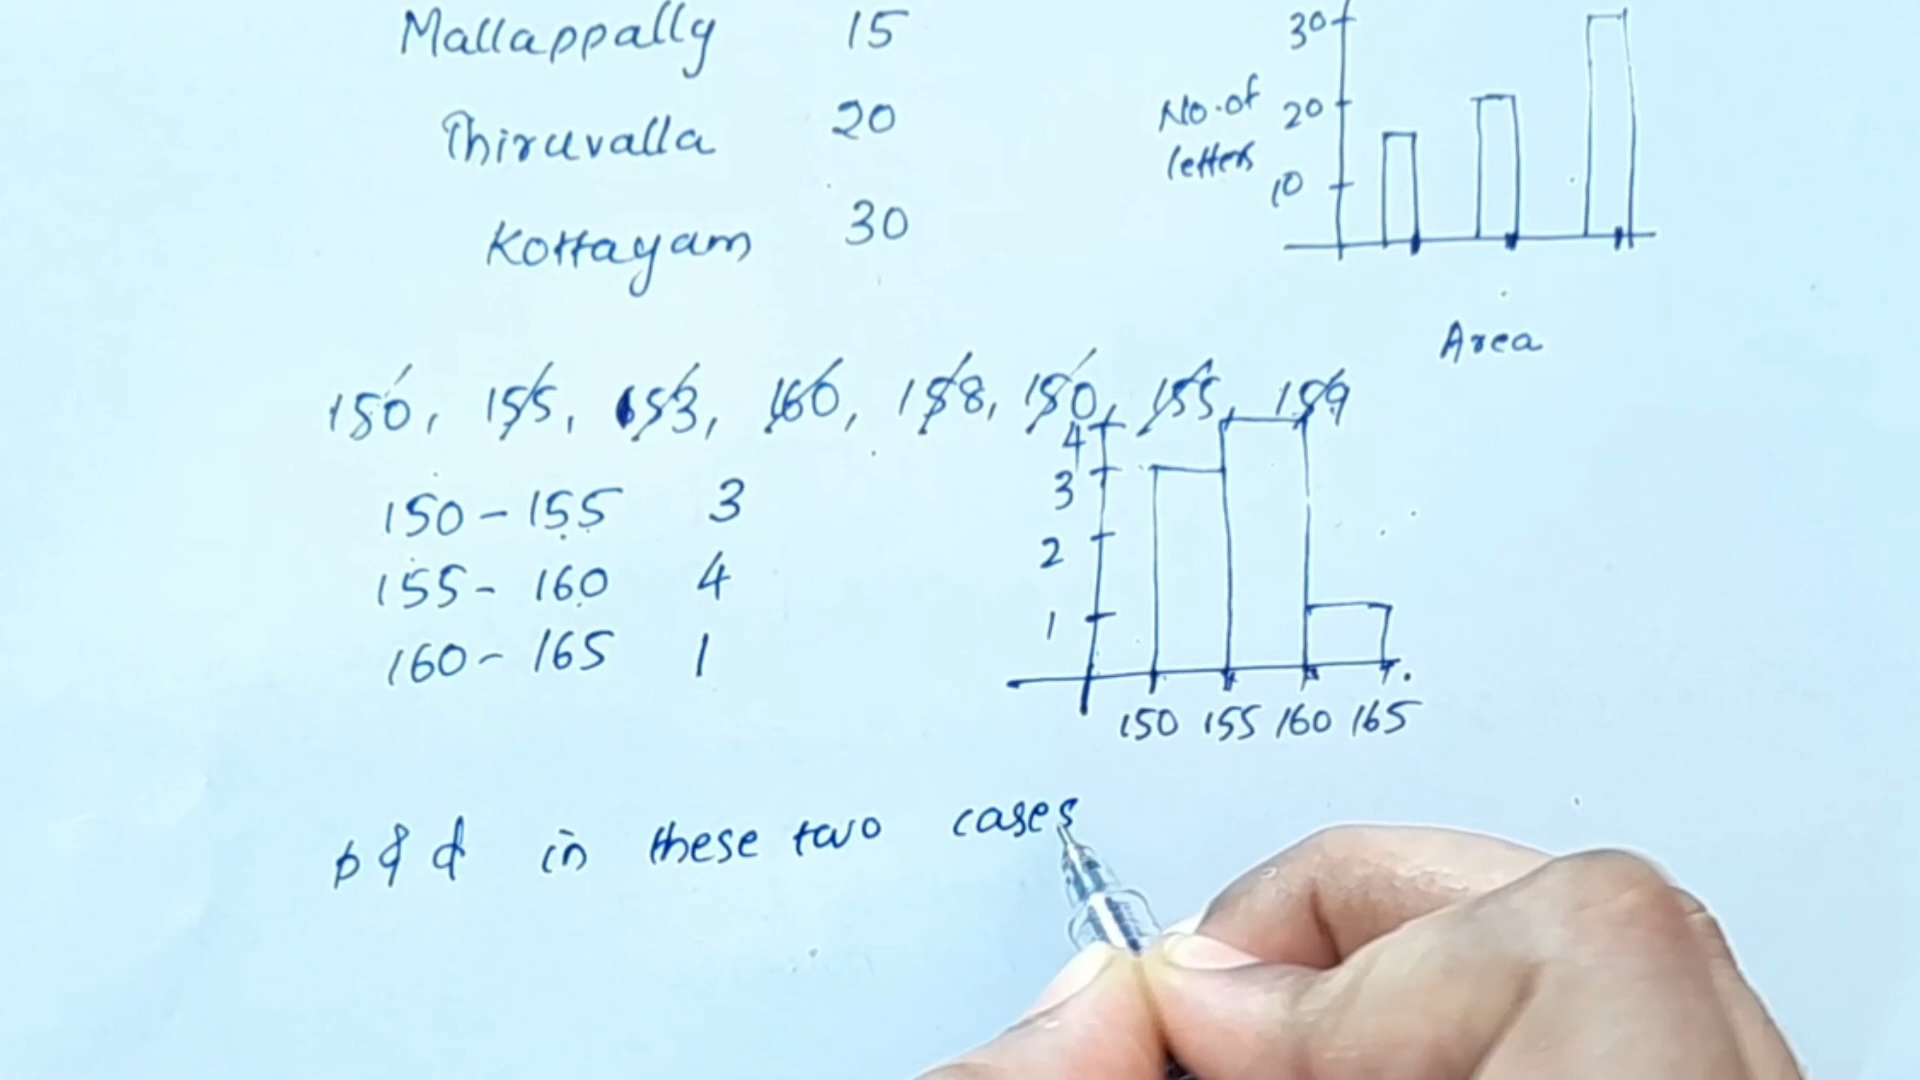 Mallappally 15
Thiruvalla 20
Kottayam 30
30
No. of 20
letters
10
Area
150, 155, 153, 160, 158, 150, 155, 159
150 - 155 3
155 - 160 4
160 - 165 1
4
3
2
1
150 155 160 165
in these two cases